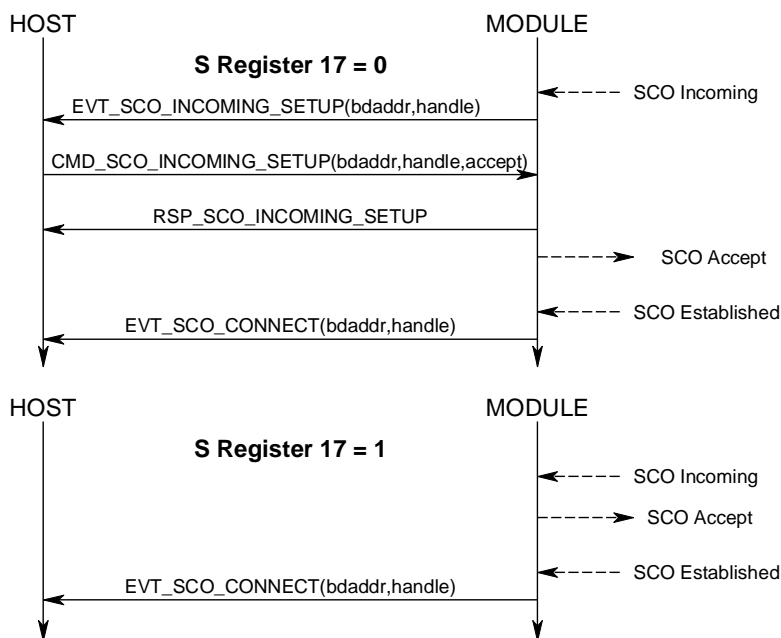 HOST MODULE
S Register 17 = 0
SCO Incoming
EVT_SCO_INCOMING_SETUP(bdaddr,handle)
CMD_SCO_INCOMING_SETUP(bdaddr,handle,accept)
RSP_SCO_INCOMING_SETUP
SCO Accept
SCO Established
EVT_SCO_CONNECT(bdaddr,handle)
HOST MODULE
S Register 17 = 1
SCO Incoming
SCO Accept
SCO Established
EVT_SCO_CONNECT(bdaddr,handle)